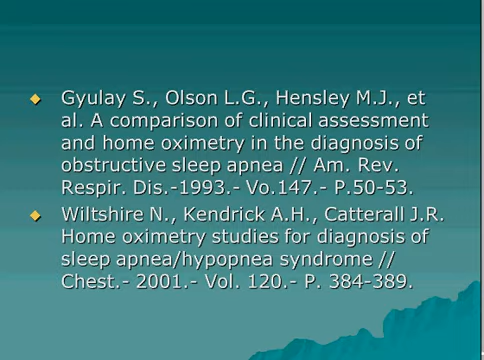 Gyulay S., Olson L.G., Hensley M.J., et
al. A comparison of clinical assessment
and home oximetry in the diagnosis of
obstructive sleep apnea // Am. Rev.
Respir. Dis.-1993.- Vo.147.- P.50-53.
Wiltshire N., Kendrick A.H., Catterall J.R.
Home oximetry studies for diagnosis of
sleep apnea/hypopnea syndrome //
Chest.- 2001.- Vol. 120.- P. 384-389.